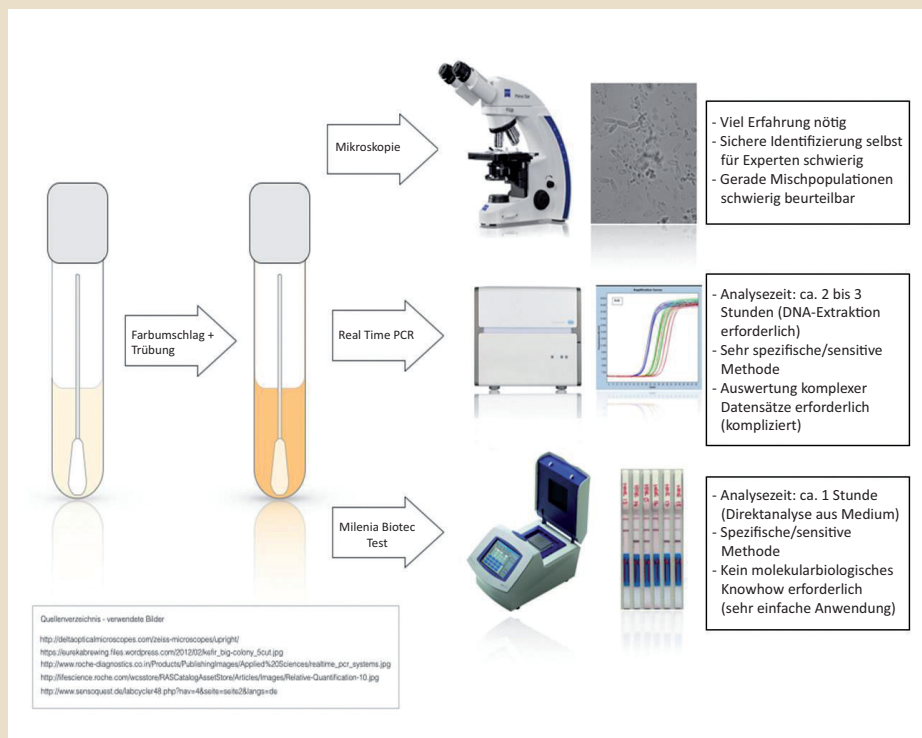 Mikroskopie
- Viel Erfahrung nötig
- Sichere Identifizierung selbst
für Experten schwierig
- Gerade Mischpopulationen
schwierig beurteilbar
Farbumschlag +
Trübung
Real Time PCR
- Analysezeit: ca. 2 bis 3
Stunden (DNA-Extraktion
erforderlich)
- Sehr spezifische/sensitive
Methode
- Auswertung komplexer
Datensätze erforderlich
(kompliziert)
Milenia Biotec
Test
- Analysezeit: ca. 1 Stunde
(Direktanalyse aus Medium)
- Spezifische/sensitive
Methode
- Kein molekularbiologisches
Knowhow erforderlich
(sehr einfache Anwendung)
Quellenverzeichnis - verwendete Bilder
http://deltaopticalmicroscopes.com/zeiss-microscopes/upright/
https://eurekabrewing.files.wordpress.com/2012/02/kefir_big-colony_5cut.jpg
http://www.roche-diagnostics.co.in/Products/PublishingImages/Applied%20Sciences/realtime_pcr_systems.jpg
http://lifescience.roche.com/wcsstore/RASCatalogAssetStore/Articles/Images/Relative-Quantification-10.jpg
http://www.sensoquest.de/labcycler48.php?nav=4&seite=seite2&langs=de